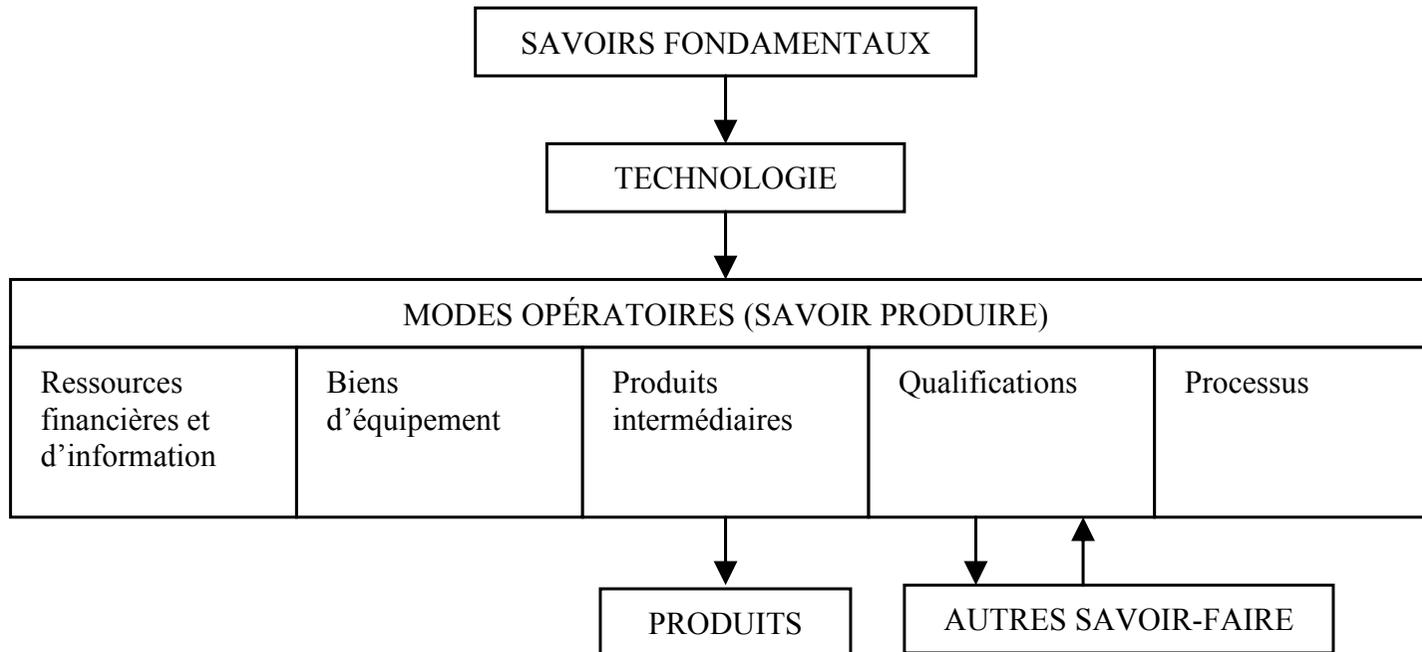 SAVOIRS FONDAMENTAUX
TECHNOLOGIE
MODES OPÉRATOIRES (SAVOIR PRODUIRE)
Ressources
financières et
d’information
Biens
d’équipement
Produits
intermédiaires
Qualifications
Processus
PRODUITS
AUTRES SAVOIR-FAIRE